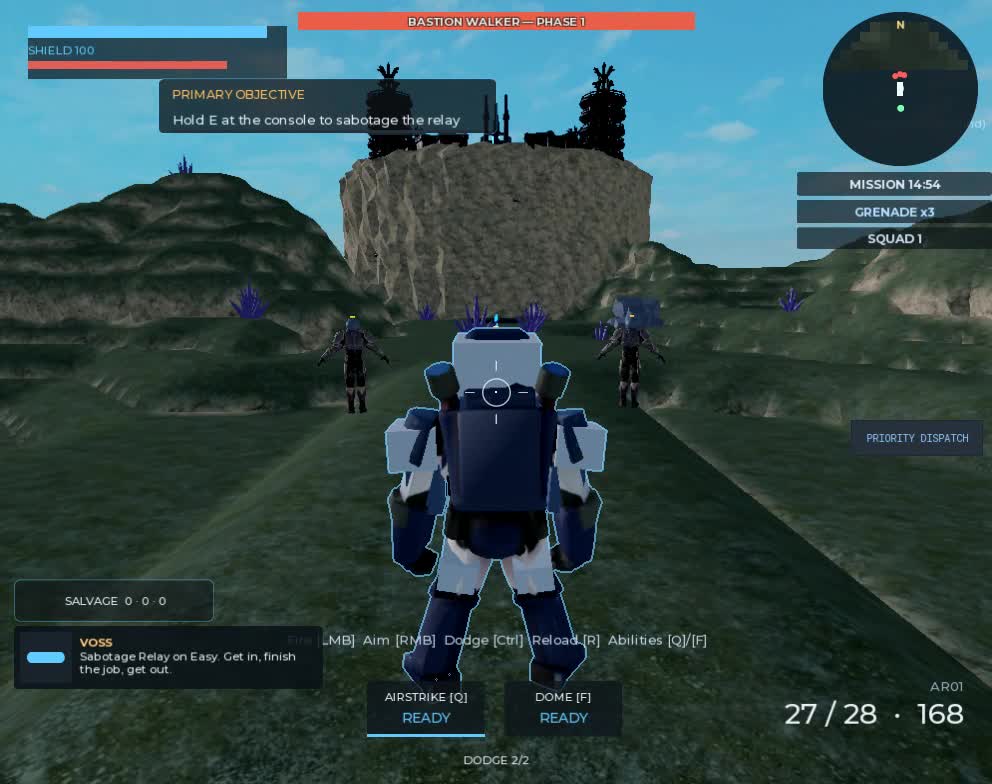 BASTION WALKER — PHASE 1
SHIELD 100
PRIMARY OBJECTIVE
Hold E at the console to sabotage the relay
N
MISSION 14:54
GRENADE x3
SQUAD 1
PRIORITY DISPATCH
SALVAGE 0 · 0 · 0
VOSS
Sabotage Relay on Easy. Get in, finish
the job, get out.
Fire [LMB] Aim [RMB] Dodge [Ctrl] Reload [R] Abilities [Q]/[F]
AIRSTRIKE [Q]
READY
DOME [F]
READY
DODGE 2/2
AR01
27 / 28 · 168